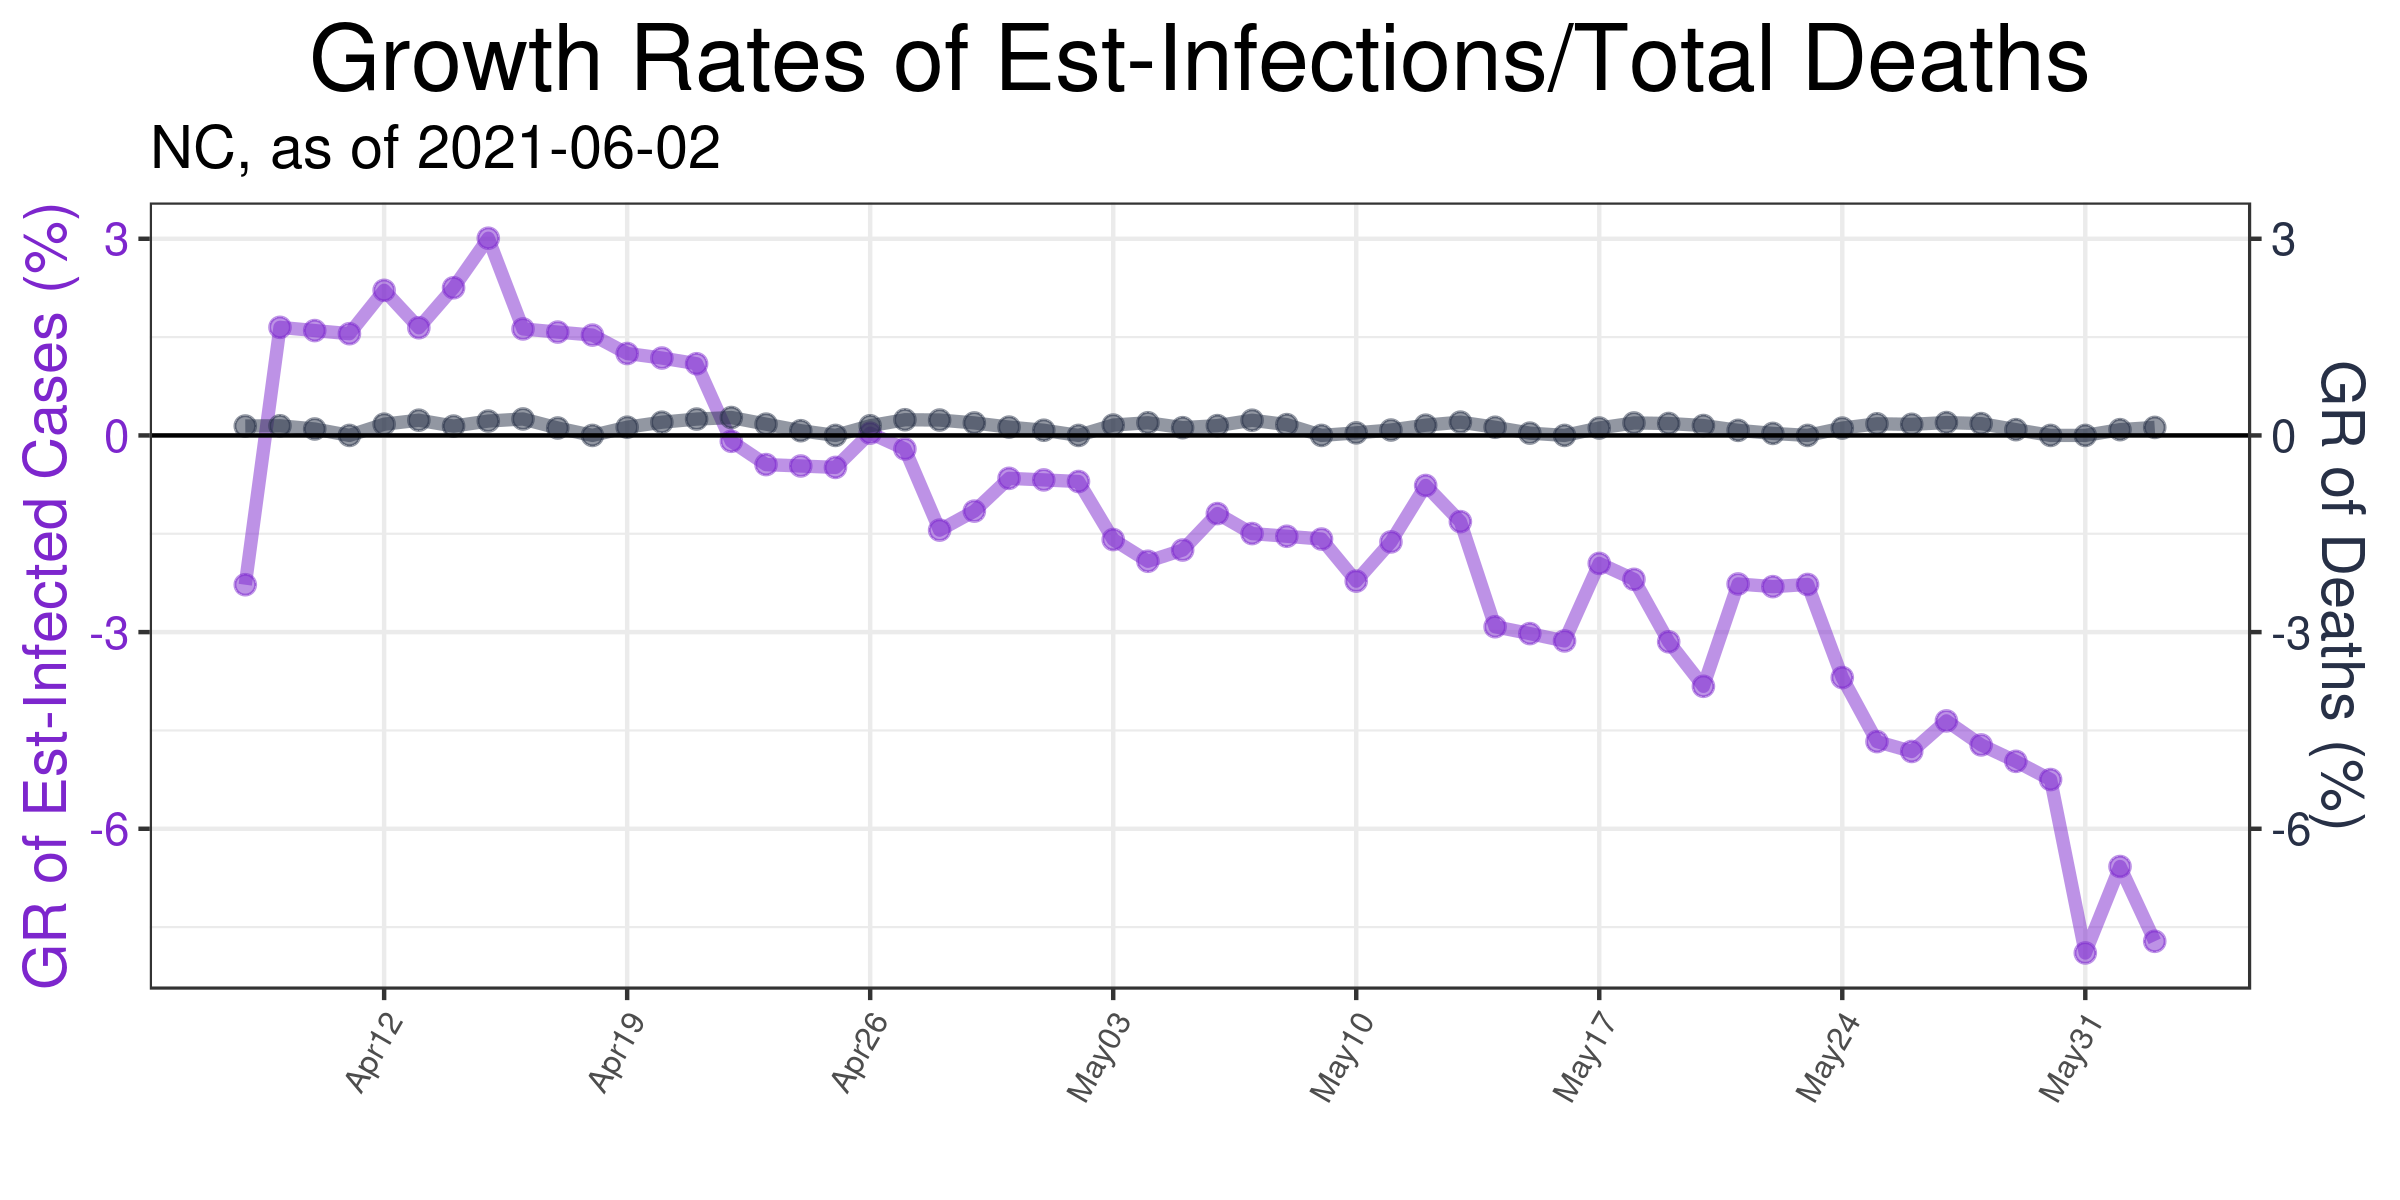 Growth Rates of Est-Infections/Total Deaths
NC, as of 2021-06-02
GR of Est-Infected Cases (%)
3
0
-3
-6
3
0
-3
-6
GR of Deaths (%)
Apr12
Apr19
Apr26
May03
May10
May17
May24
May31